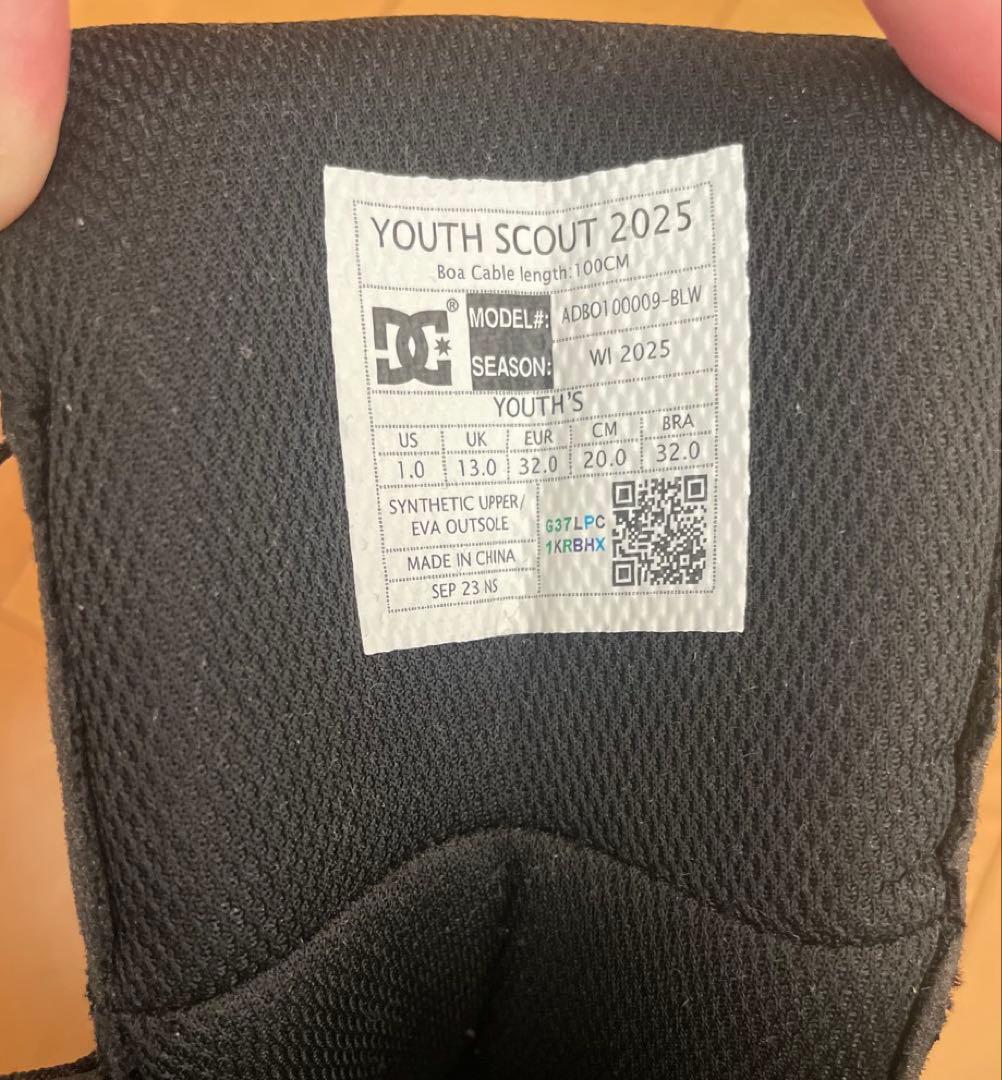 YOUTH SCOUT 2025
Boa Cable length:100CM
DC® MODEL#: ADBO100009-BLW
SEASON: WI 2025
YOUTH'S
US UK EUR CM BRA
1.0 13.0 32.0 20.0 32.0
SYNTHETIC UPPER/
EVA OUTSOLE
MADE IN CHINA
SEP 23 NS
G37LPC
1KRBHX